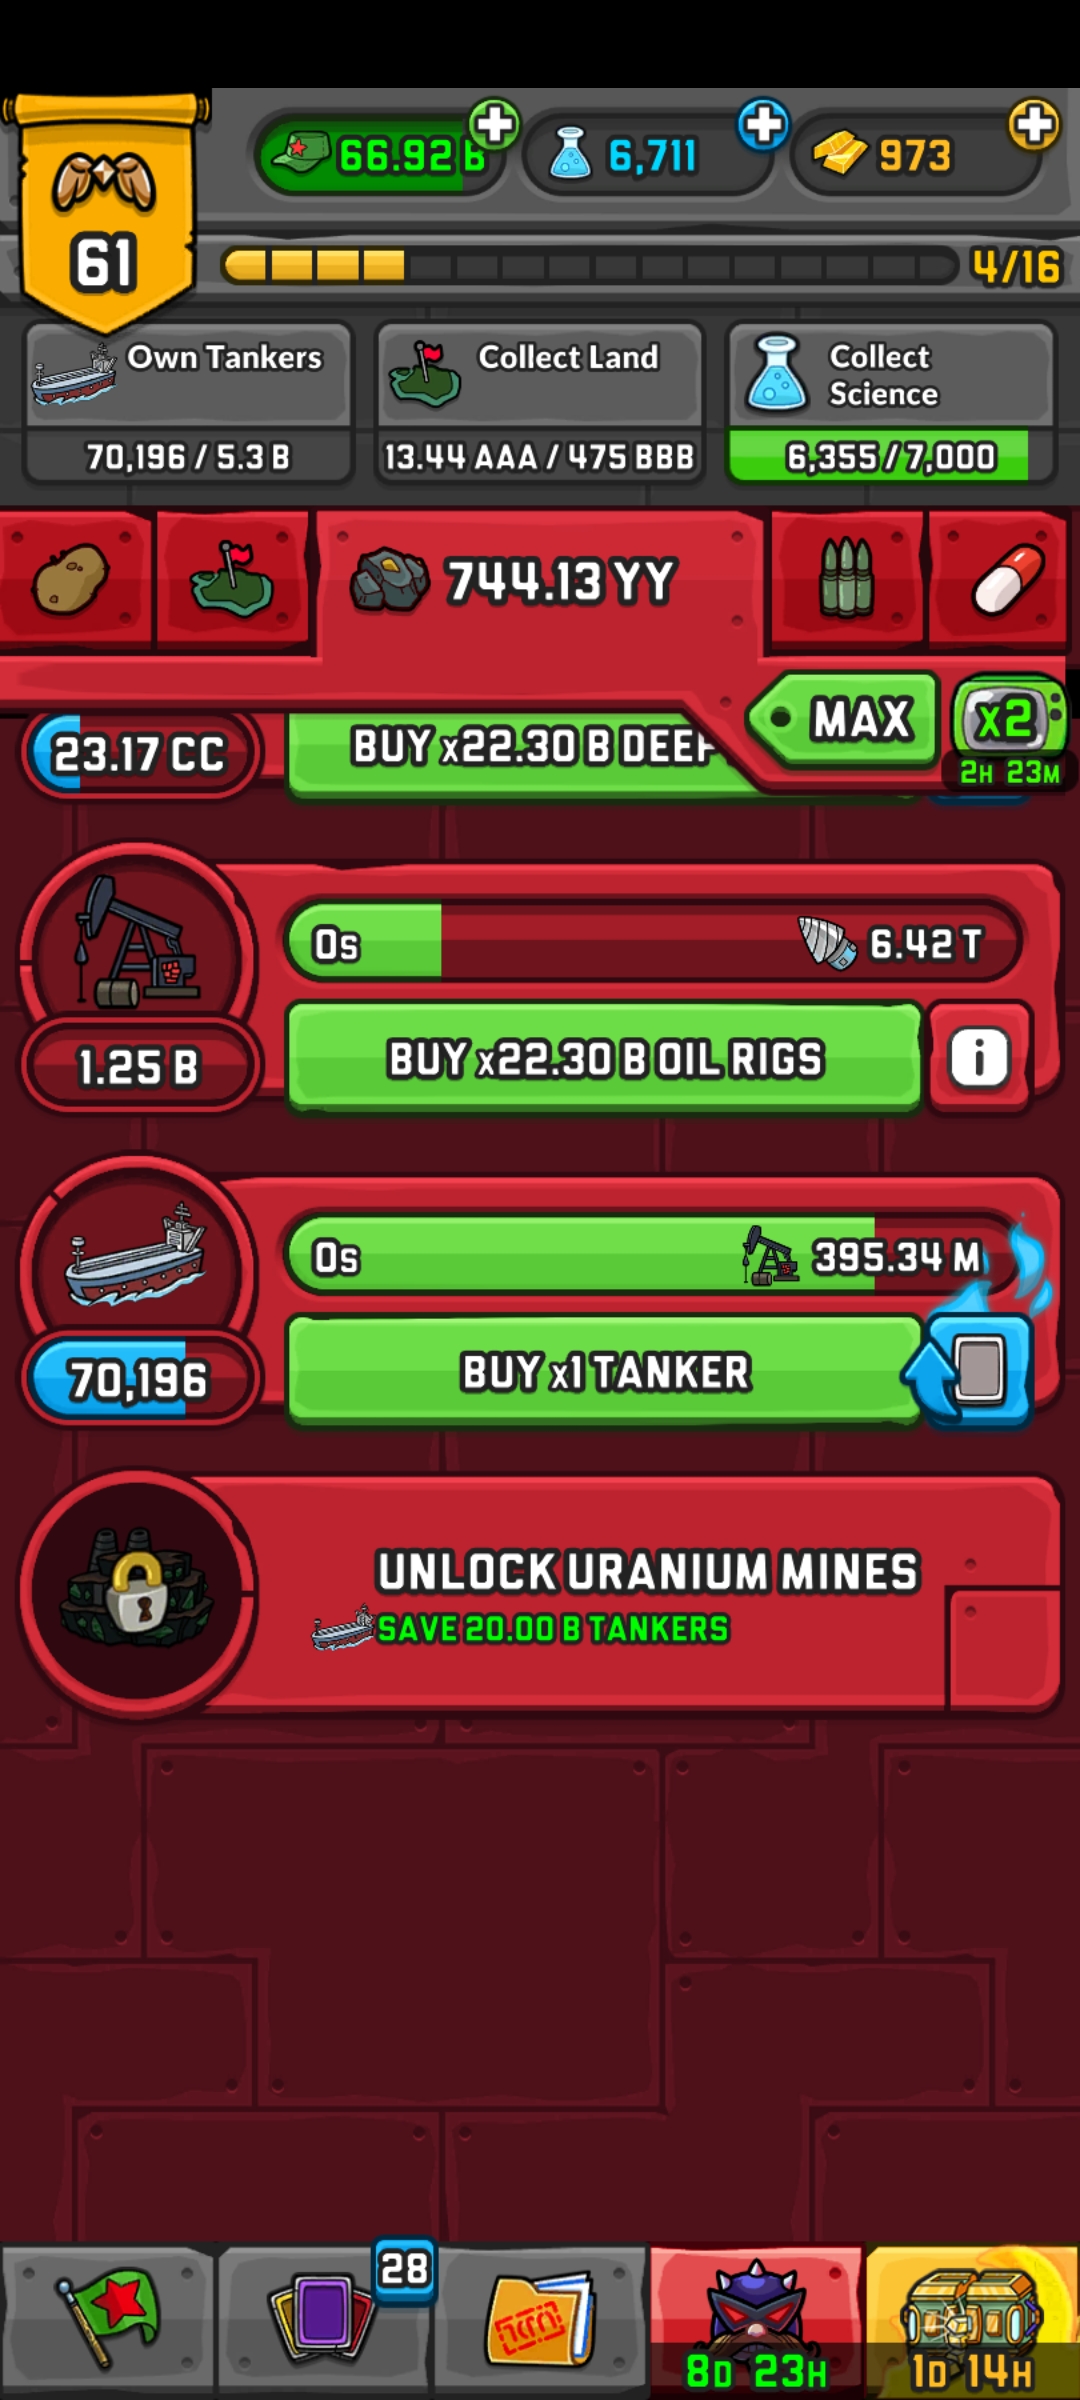 66.92 B
6,711
973
61
4/16
Own Tankers
Collect Land
Collect
Science
70,196 / 5.3 B
13.44 AAA / 475 BBB
6,355 / 7,000
744.13 YY
MAX
x2
2H 23M
23.17 CC
BUY x22.30 B DEEP
0s
6.42 T
1.25 B
BUY x22.30 B OIL RIGS
i
0s
395.34 M
70,196
BUY x1 TANKER
UNLOCK URANIUM MINES
SAVE 20.00 B TANKERS
28
8D 23H
1D 14H